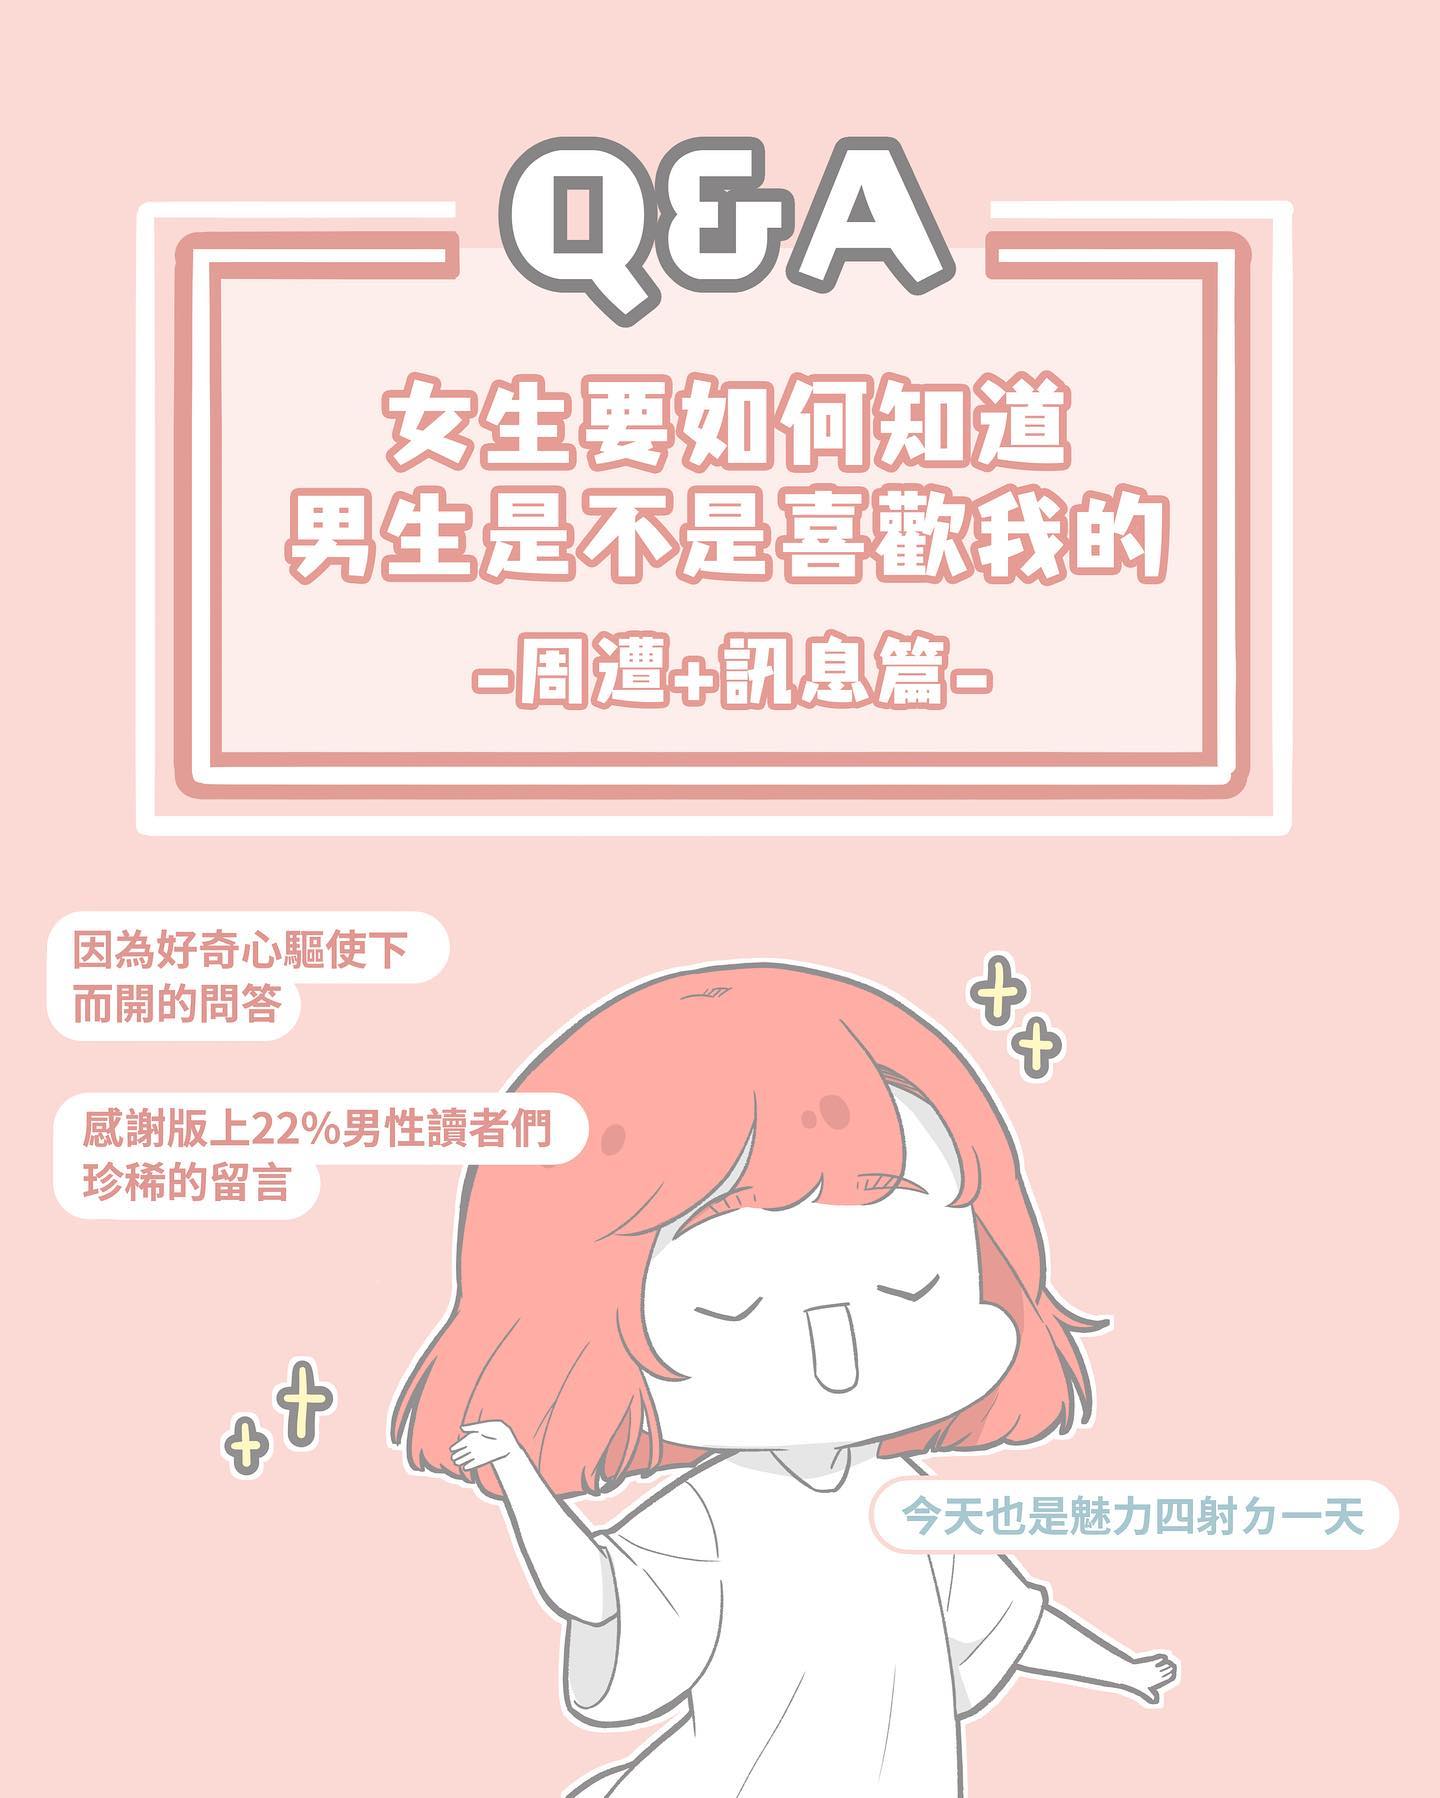 Q&A
女生要如何知道
男生是不是喜歡我的
-周遭+訊息篇-
因為好奇心驅使下
而開的問答
感謝版上22%男性讀者們
珍稀的留言
今天也是魅力四射ㄉ一天